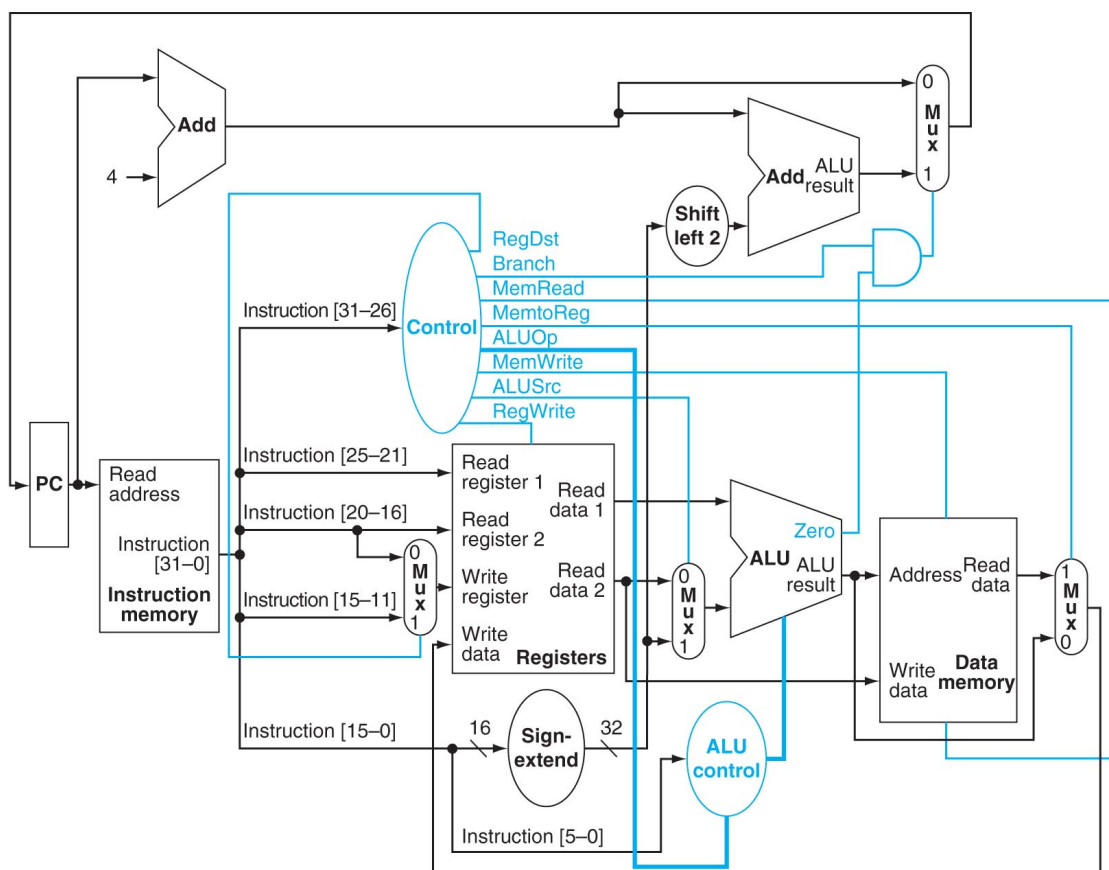 0
Mux
1
Add
4
Add
ALU
result
Shift
left 2
RegDst
Branch
MemRead
MemtoReg
ALUOp
MemWrite
ALUSrc
RegWrite
Instruction [31–26]
Control
PC
Read
address
Instruction
[31–0]
Instruction
memory
Instruction [25–21]
Instruction [20–16]
Instruction [15–11]
0
Mux
1
Read
register 1
Read
register 2
Write
register
Write
data
Read
data 1
Read
data 2
Registers
0
Mux
1
Zero
ALU
ALU
result
Address
Read
data
Write
data
Data
memory
1
Mux
0
Instruction [15–0]
16
Sign-
extend
32
ALU
control
Instruction [5–0]